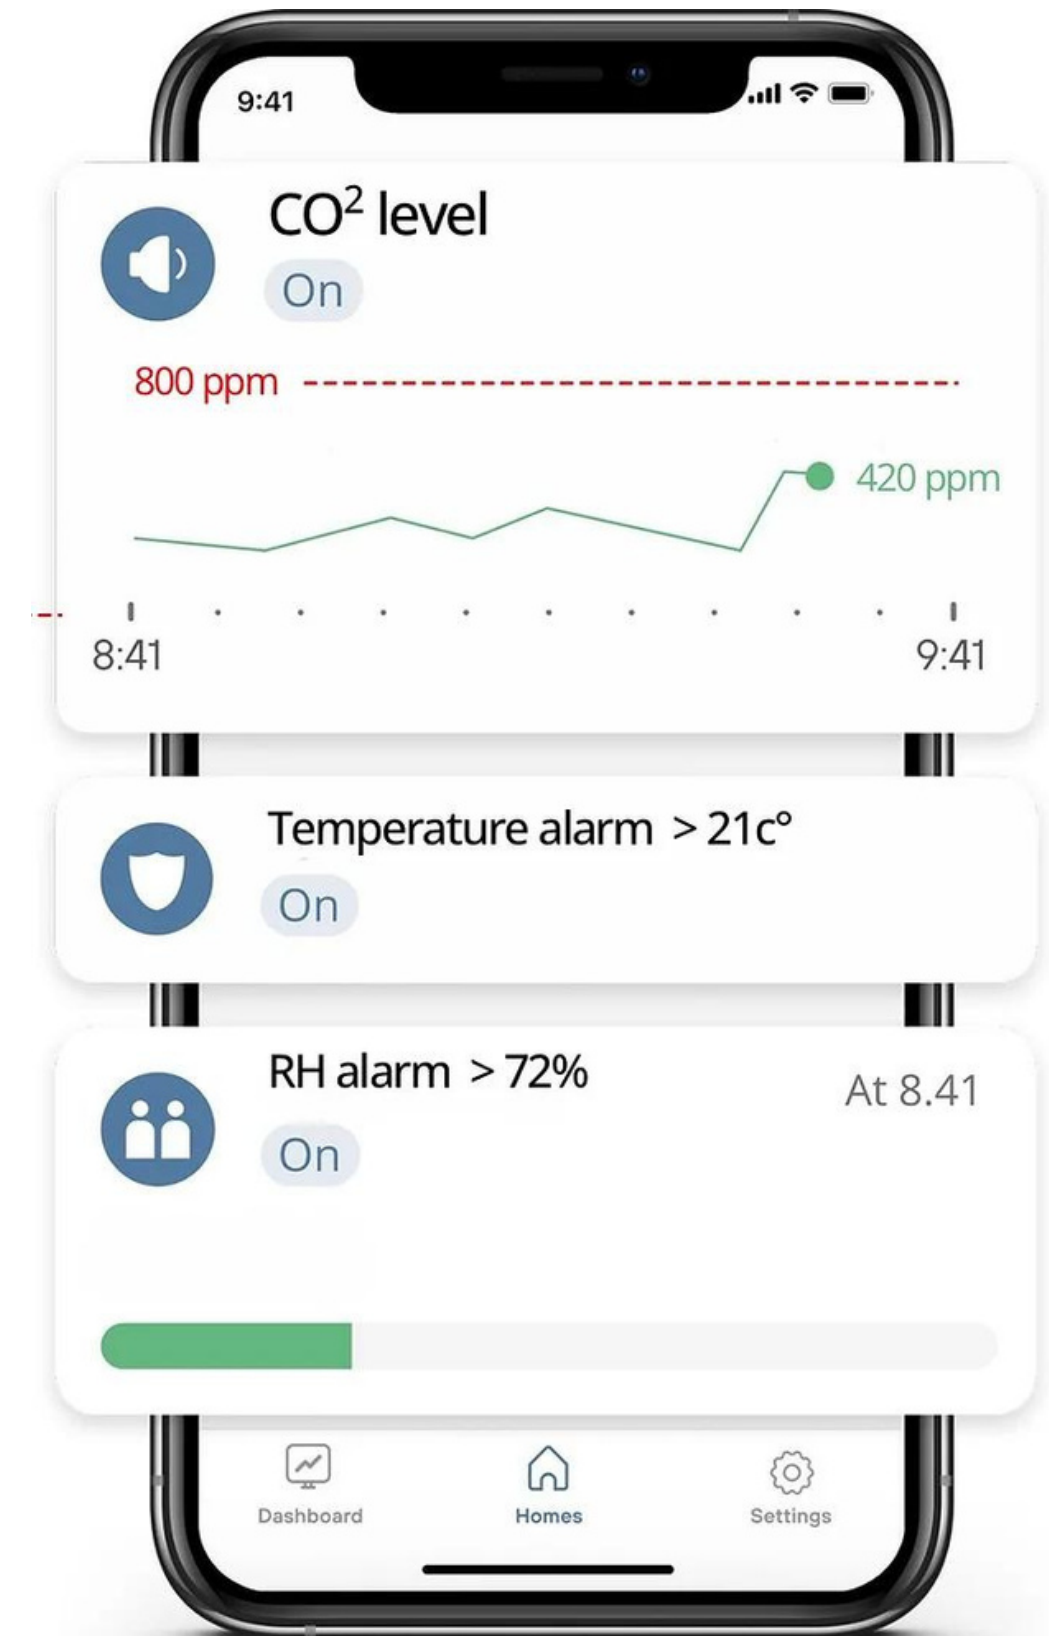 9:41
CO² level
On
800 ppm
420 ppm
8:41
9:41
Temperature alarm > 21c°
On
RH alarm > 72%
At 8.41
On
Dashboard
Homes
Settings